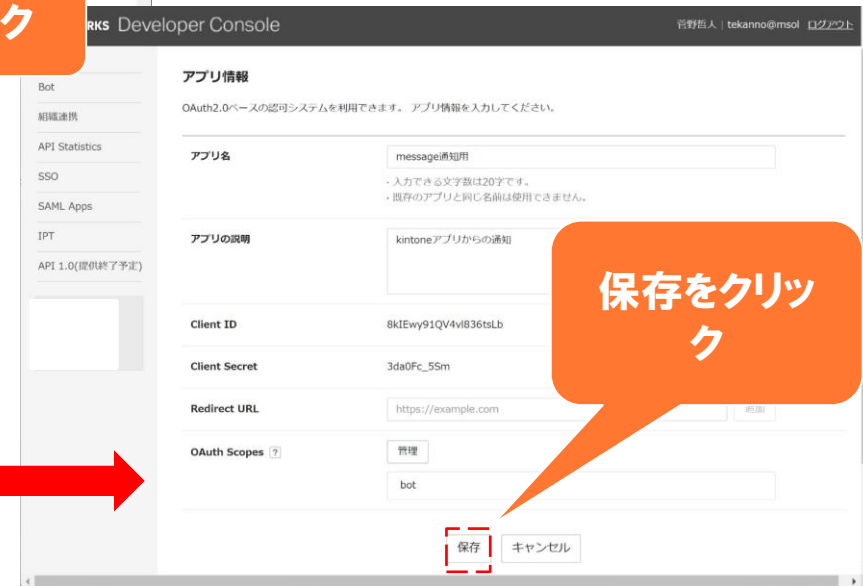 ク
RKS Developer Console
菅野哲人 | tekanno@msol ログアウト
Bot
組織連携
API Statistics
SSO
SAML Apps
IPT
API 1.0(提供終了予定)
アプリ情報
OAuth2.0ベースの認可システムを利用できます。 アプリ情報を入力してください。
アプリ名
message通知用
- 入力できる文字数は20字です。
- 既存のアプリと同じ名前は使用できません。
アプリの説明
kintoneアプリからの通知
保存をクリッ
ク
Client ID
8kIEwy91QV4vl836tsLb
Client Secret
3da0Fc_5Sm
Redirect URL
https://example.com
追加
OAuth Scopes ?
管理
bot
保存
キャンセル